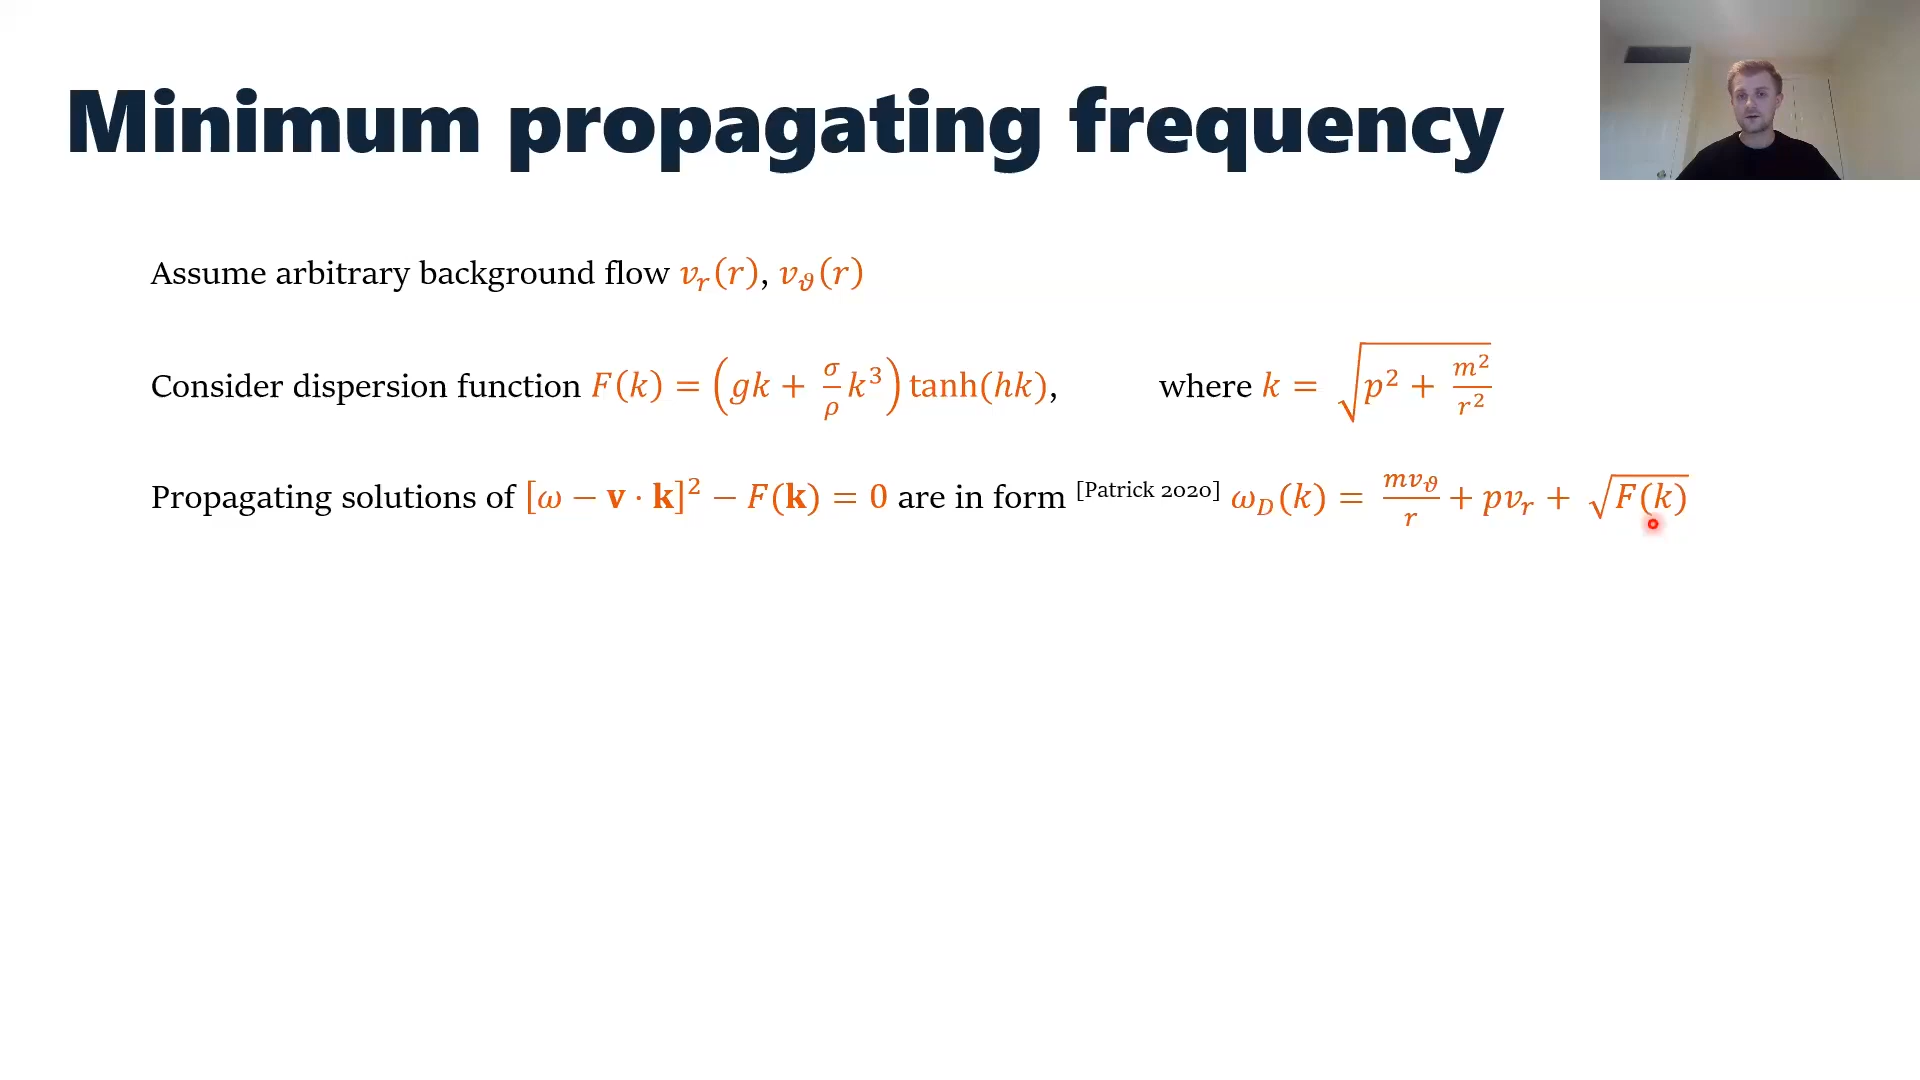 Minimum propagating frequency
Assume arbitrary background flow v_r(r), v_ϑ(r)
Consider dispersion function F(k) = (gk + σ/ρ k³) tanh(hk), where k = √(p² + m²/r²)
Propagating solutions of [ω − 𝐯 · 𝐤]² − F(𝐤) = 0 are in form [Patrick 2020] ω_D(k) = mv_ϑ/r + pv_r + √F(k)